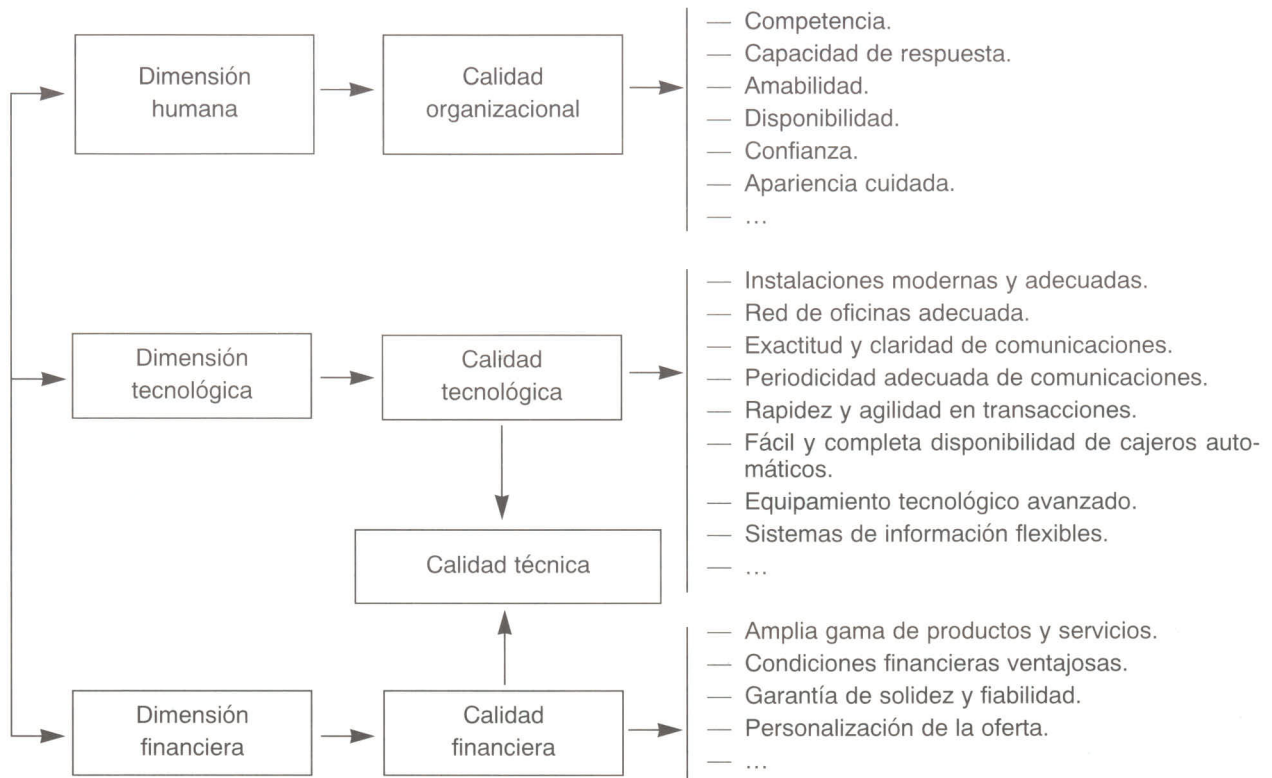 Dimensión
humana
Calidad
organizacional
— Competencia.
— Capacidad de respuesta.
— Amabilidad.
— Disponibilidad.
— Confianza.
— Apariencia cuidada.
— …
Dimensión
tecnológica
Calidad
tecnológica
— Instalaciones modernas y adecuadas.
— Red de oficinas adecuada.
— Exactitud y claridad de comunicaciones.
— Periodicidad adecuada de comunicaciones.
— Rapidez y agilidad en transacciones.
— Fácil y completa disponibilidad de cajeros auto-
máticos.
— Equipamiento tecnológico avanzado.
— Sistemas de información flexibles.
— …
Calidad técnica
Dimensión
financiera
Calidad
financiera
— Amplia gama de productos y servicios.
— Condiciones financieras ventajosas.
— Garantía de solidez y fiabilidad.
— Personalización de la oferta.
— …